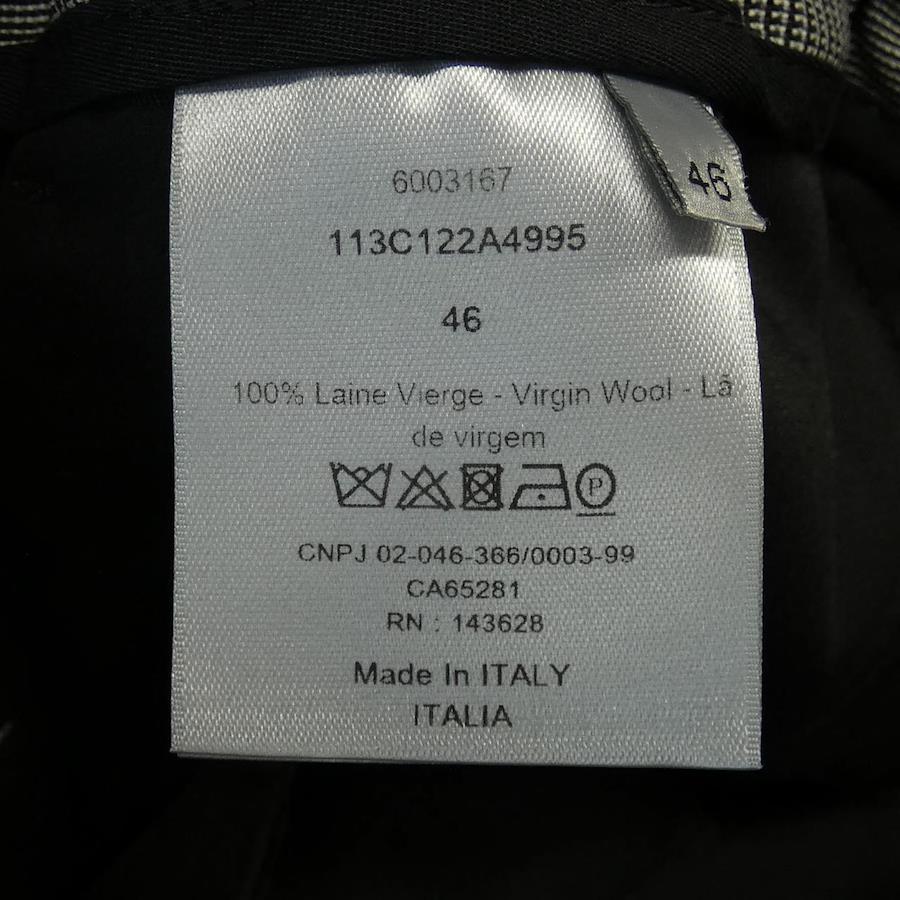 6003167
46
113C122A4995
46
100% Laine Vierge - Virgin Wool - Lã
de virgem
P
CNPJ 02-046-366/0003-99
CA65281
RN : 143628
Made In ITALY
ITALIA